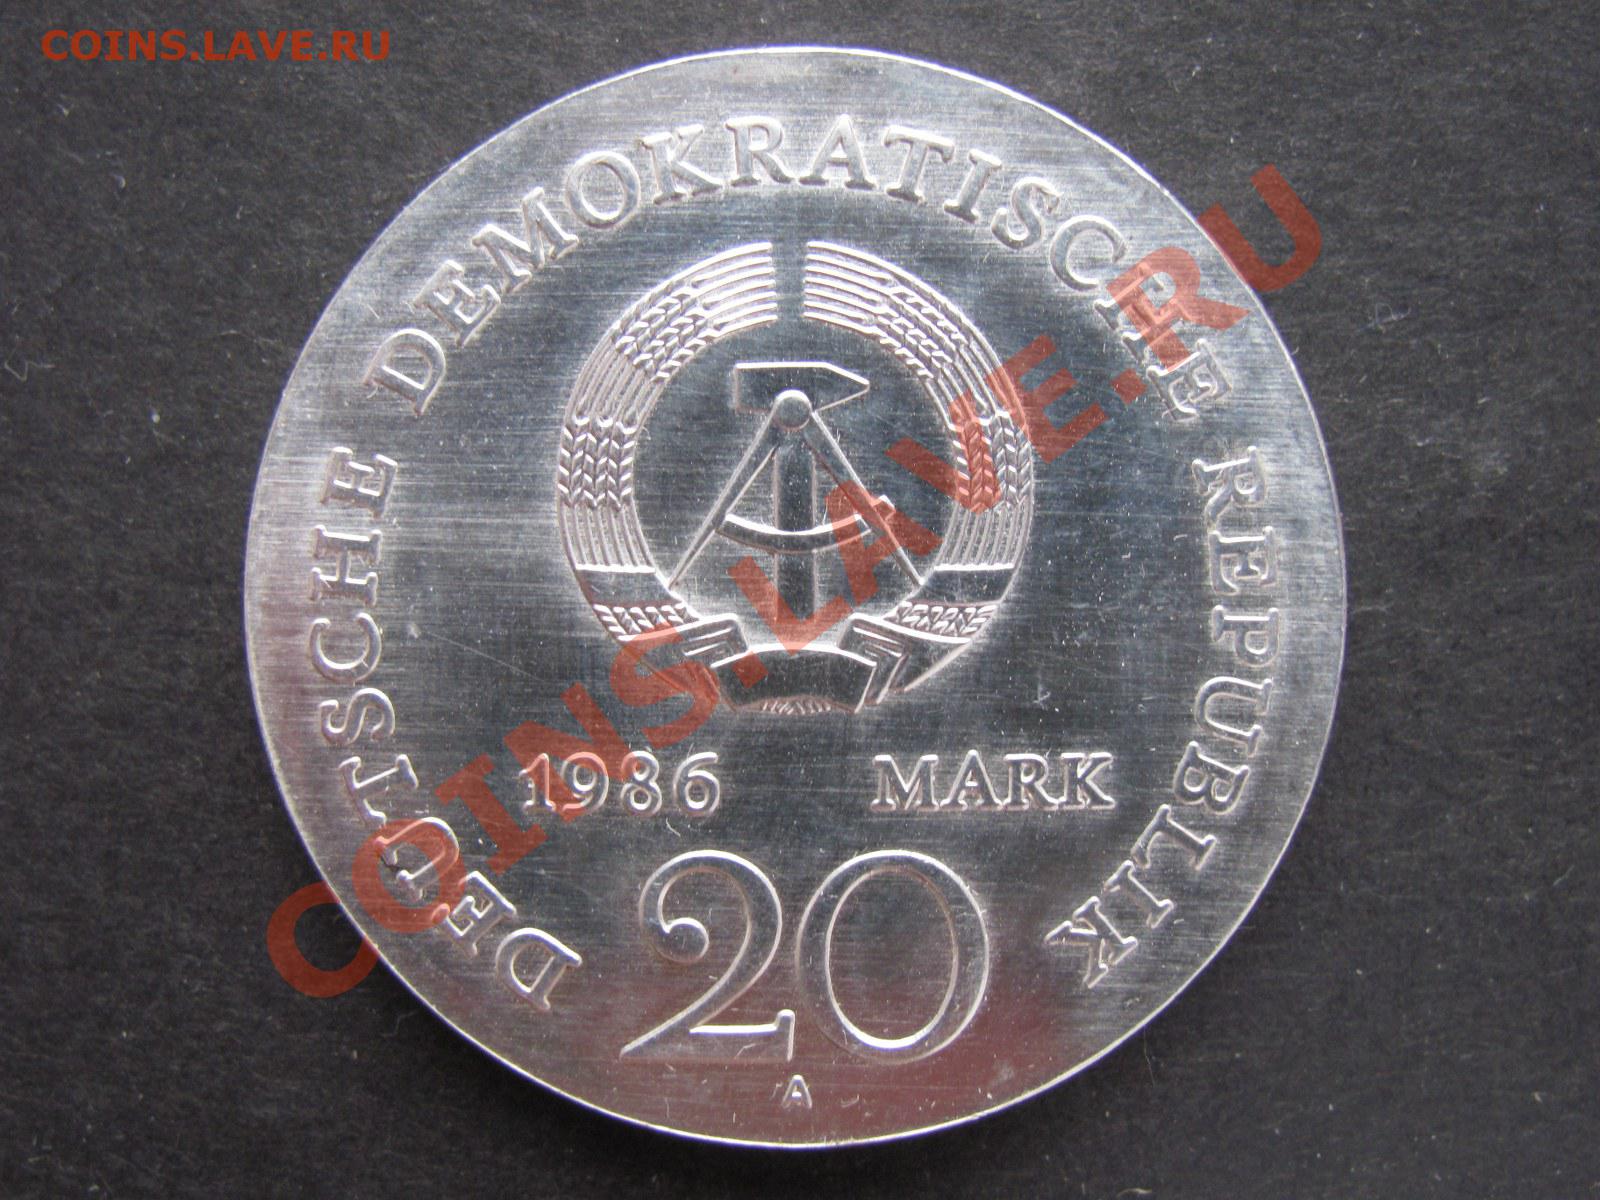 COINS.LAVE.RU
DEUTSCHE DEMOKRATISCHE REPUBLIK
1986 MARK
20
A
COINS.LAVE.RU